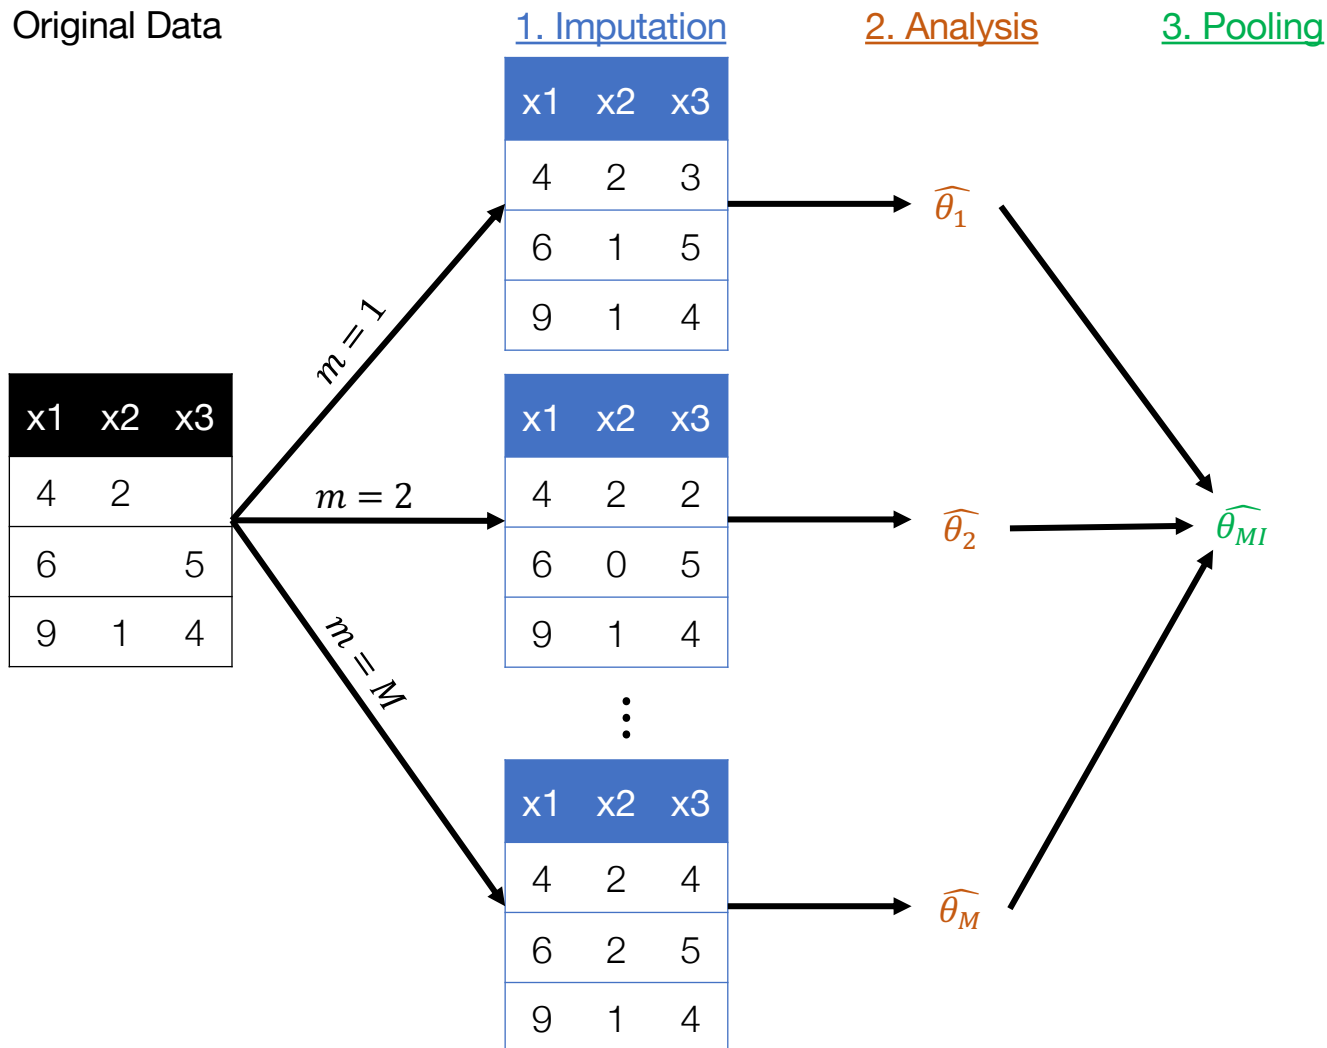 Original Data
1. Imputation
2. Analysis
3. Pooling
x1 x2 x3
4 2
6 5
9 1 4
m = 1
m = 2
m = M
x1 x2 x3
4 2 3
6 1 5
9 1 4
x1 x2 x3
4 2 2
6 0 5
9 1 4
⋮
x1 x2 x3
4 2 4
6 2 5
9 1 4
θ̂₁
θ̂₂
θ̂_M
θ̂_MI